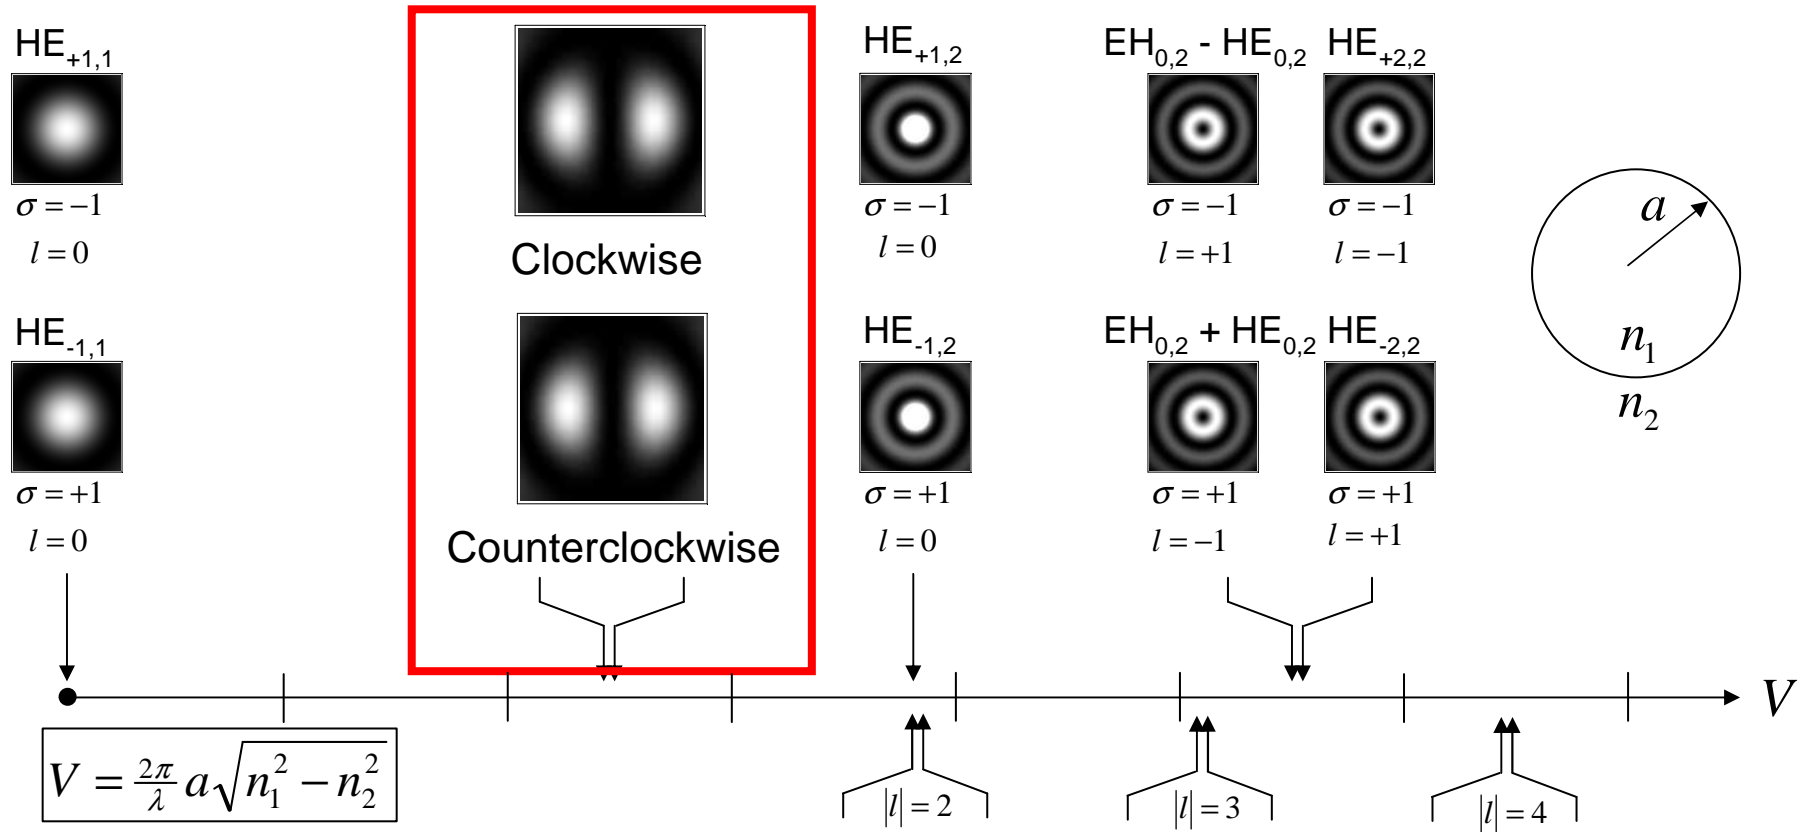 HE+1,1
σ = −1
l = 0
HE-1,1
σ = +1
l = 0
Clockwise
Counterclockwise
HE+1,2
σ = −1
l = 0
HE-1,2
σ = +1
l = 0
EH0,2 - HE0,2 HE+2,2
σ = −1 σ = −1
l = +1 l = −1
EH0,2 + HE0,2 HE-2,2
σ = +1 σ = +1
l = −1 l = +1
a
n1
n2
V
V = 2π/λ a√(n1² − n2²)
|l| = 2
|l| = 3
|l| = 4